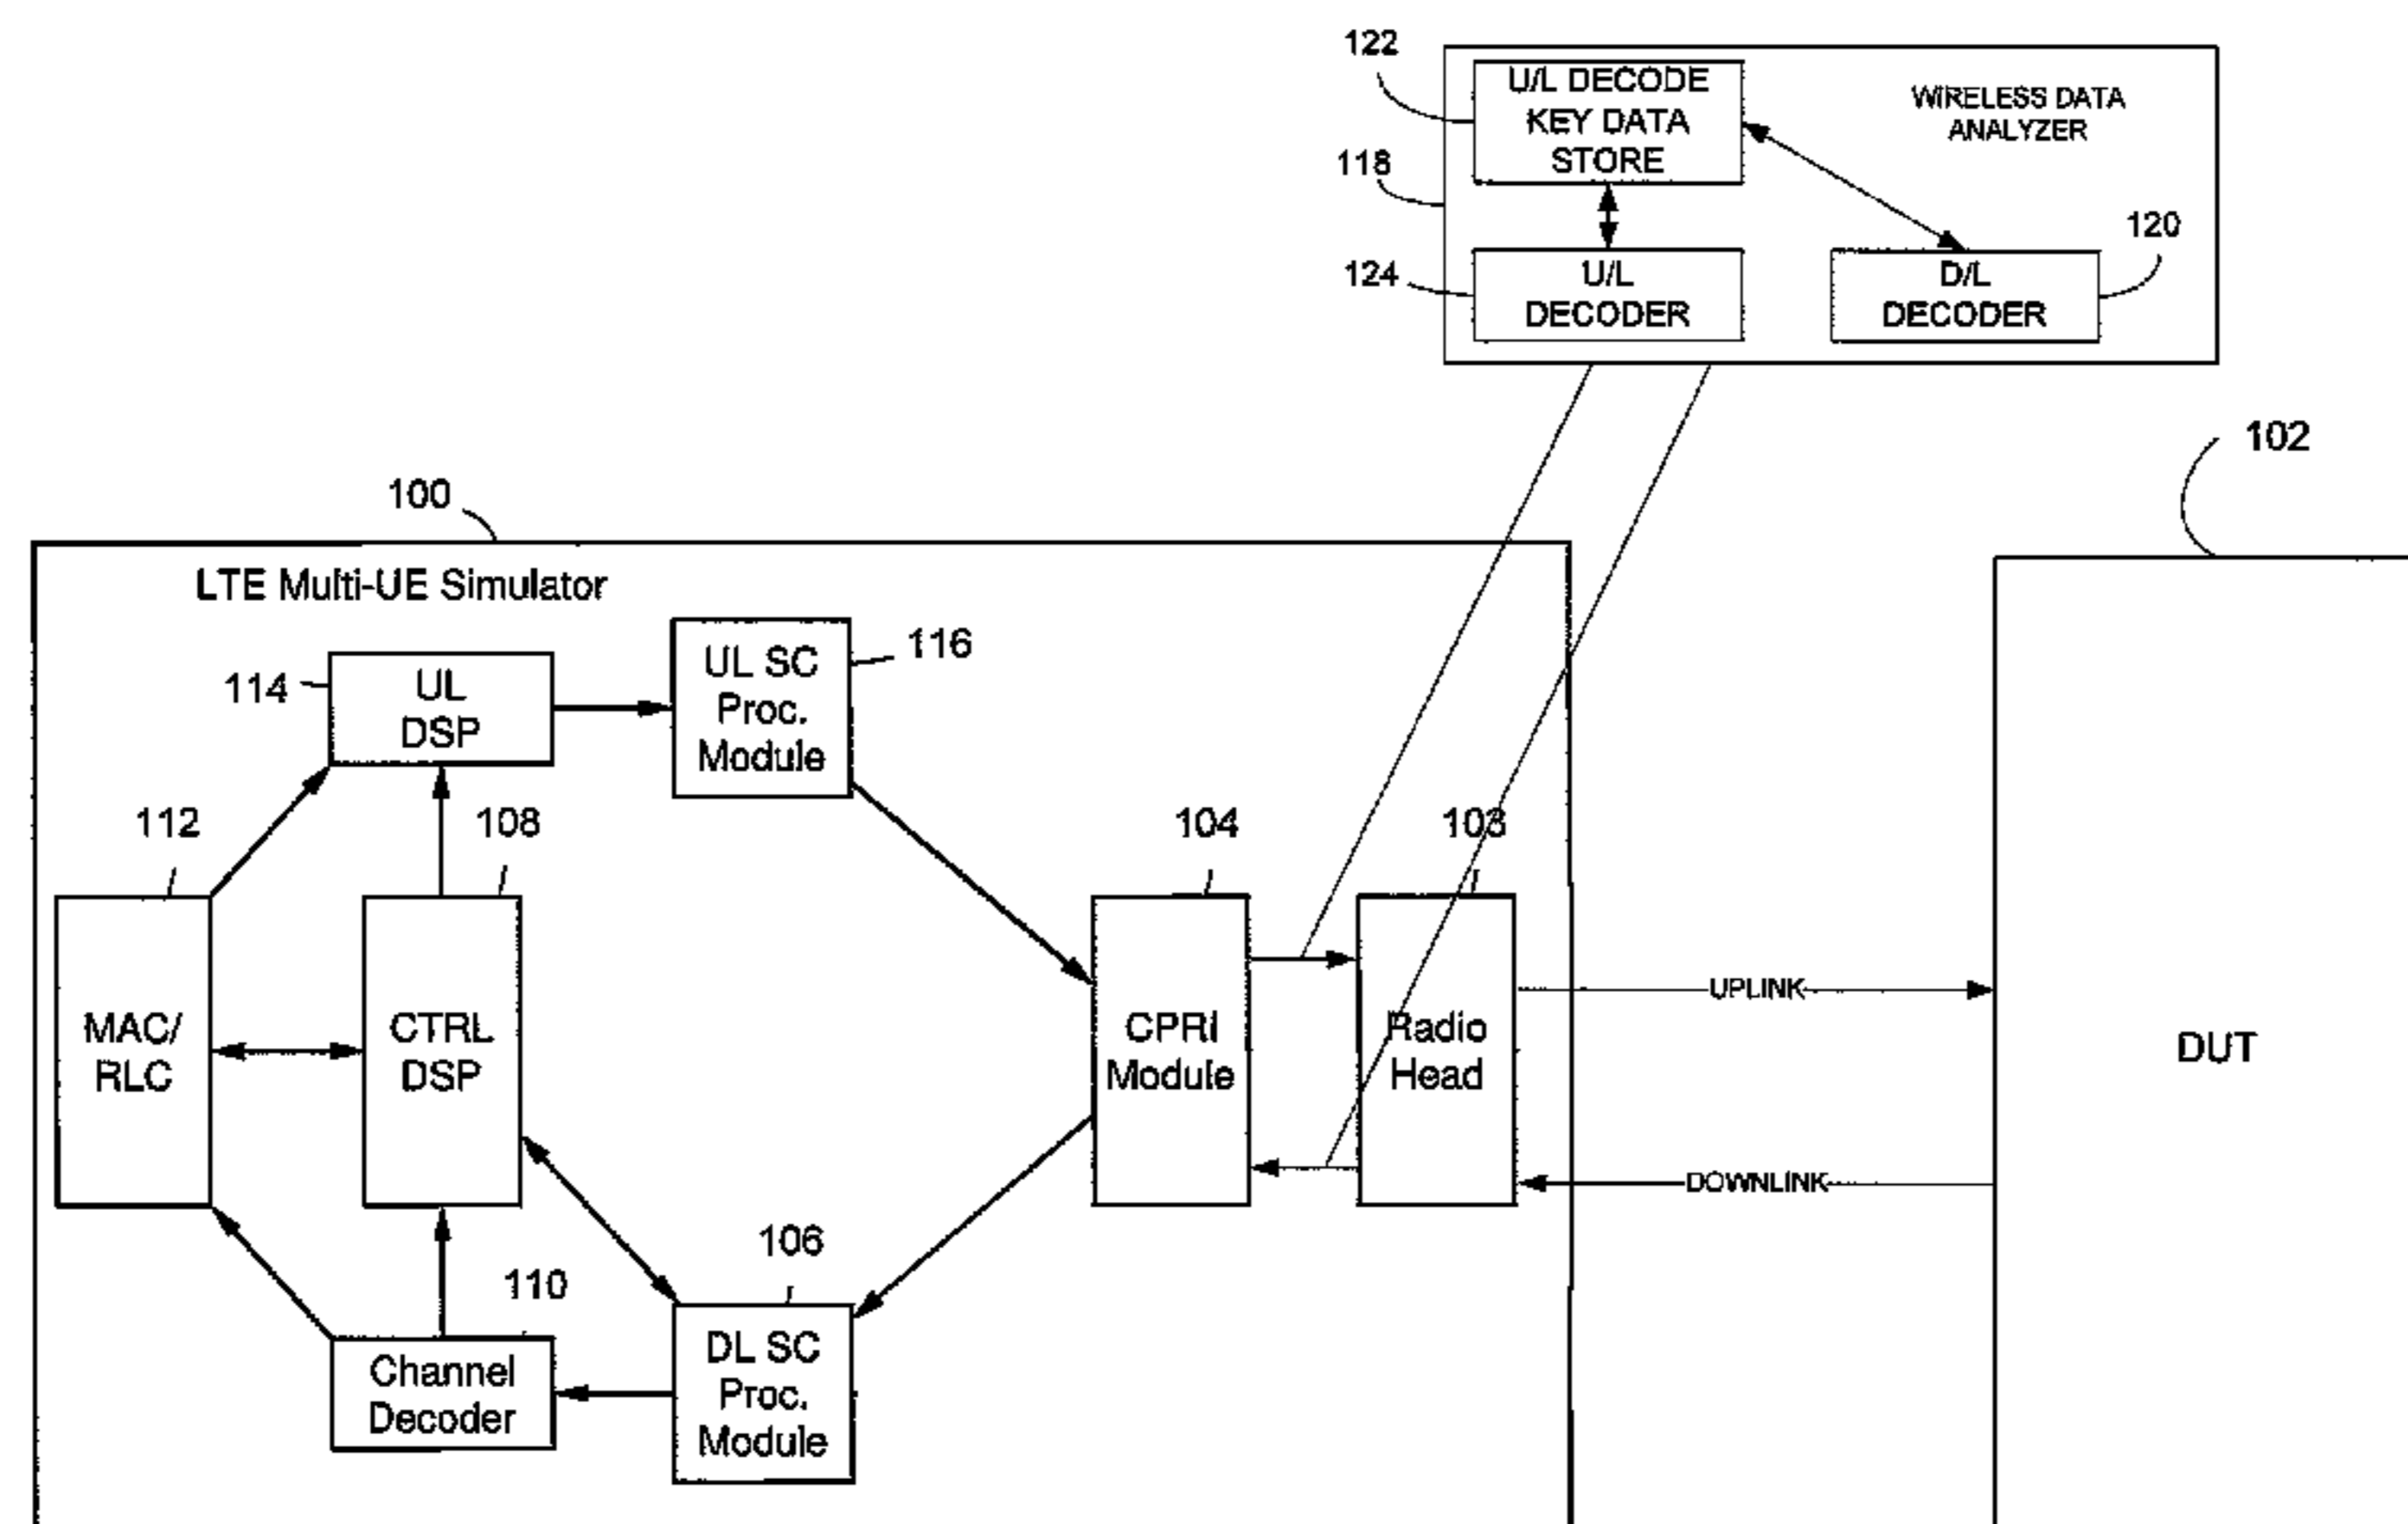 122
U/L DECODE
KEY DATA
STORE
WIRELESS DATA
ANALYZER
118
120
124
U/L
DECODER
D/L
DECODER
102
100
LTE Multi-UE Simulator
116
UL SC
Proc.
Module
114
UL
DSP
112
108
104
103
MAC/
RLC
CTRL
DSP
CPRI
Module
Radio
Head
UPLINK
DUT
DOWNLINK
106
110
DL SC
Proc.
Module
Channel
Decoder